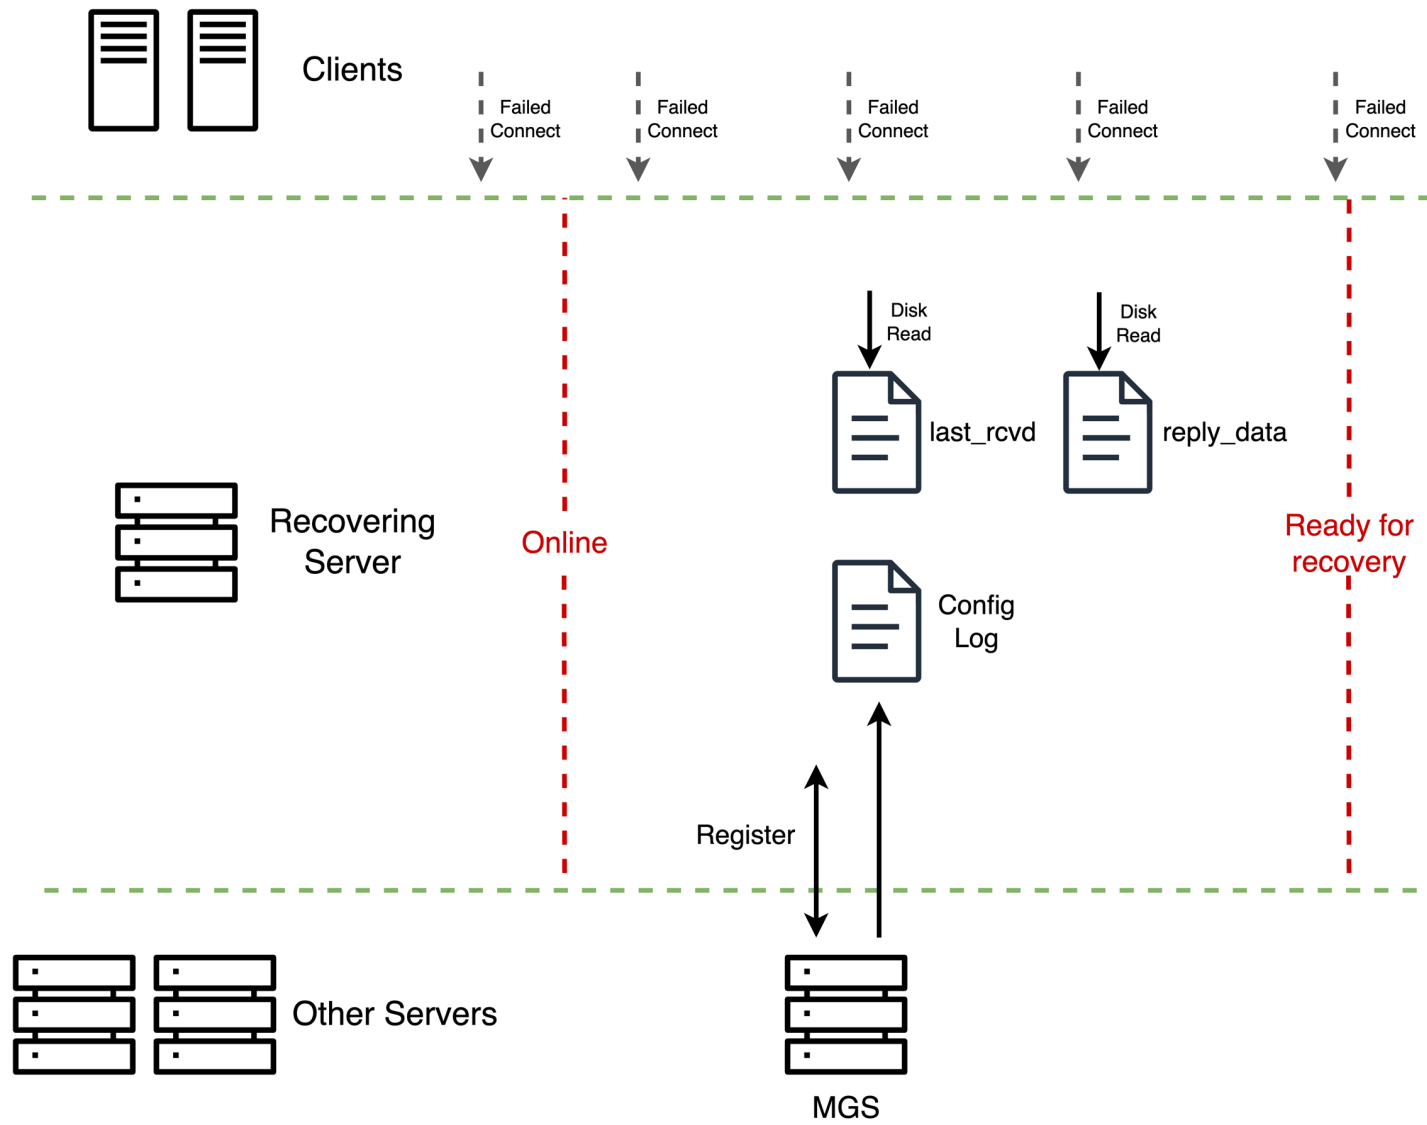 Clients
Failed
Connect
Failed
Connect
Failed
Connect
Failed
Connect
Failed
Connect
Disk
Read
Disk
Read
last_rcvd
reply_data
Recovering
Server
Online
Ready for
recovery
Config
Log
Register
Other Servers
MGS